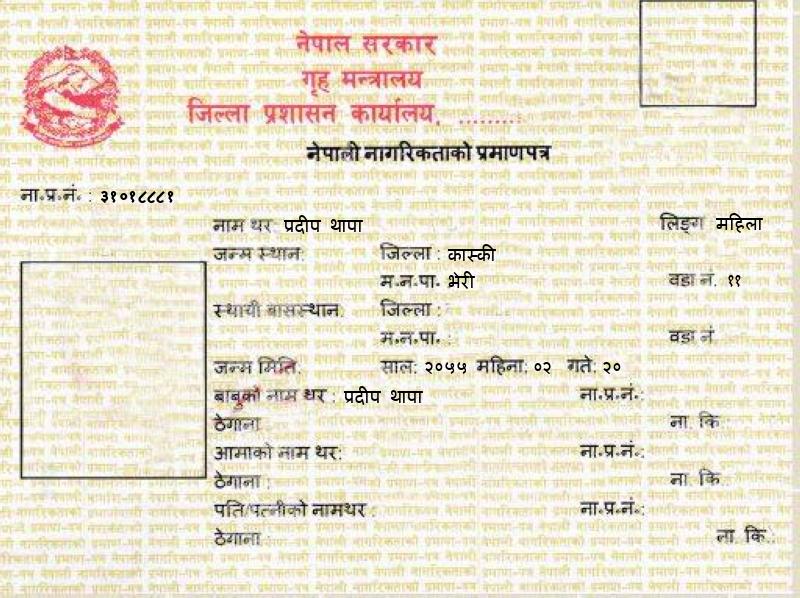 नेपाल सरकार
गृह मन्त्रालय
जिल्ला प्रशासन कार्यालय, .........
नेपाली नागरिकताको प्रमाणपत्र
ना.प्र.नं. : ३१०१८८८१
नाम थर: प्रदीप थापा लिङ्ग महिला
जन्म स्थान: जिल्ला : कास्की
म.न.पा. भेरी वडा नं. ११
स्थायी बासस्थान: जिल्ला :
म.न.पा. : वडा नं.
जन्म मिति: साल: २०५५ महिना: ०२ गते: २०
बाबुको नाम थर : प्रदीप थापा ना.प्र.नं.:
ठेगाना: ना. कि.:
आमाको नाम थर: ना.प्र.नं.:
ठेगाना : ना. कि.
पति/पत्नीको नामथर : ना.प्र.नं.:
ठेगाना : ना. कि.: